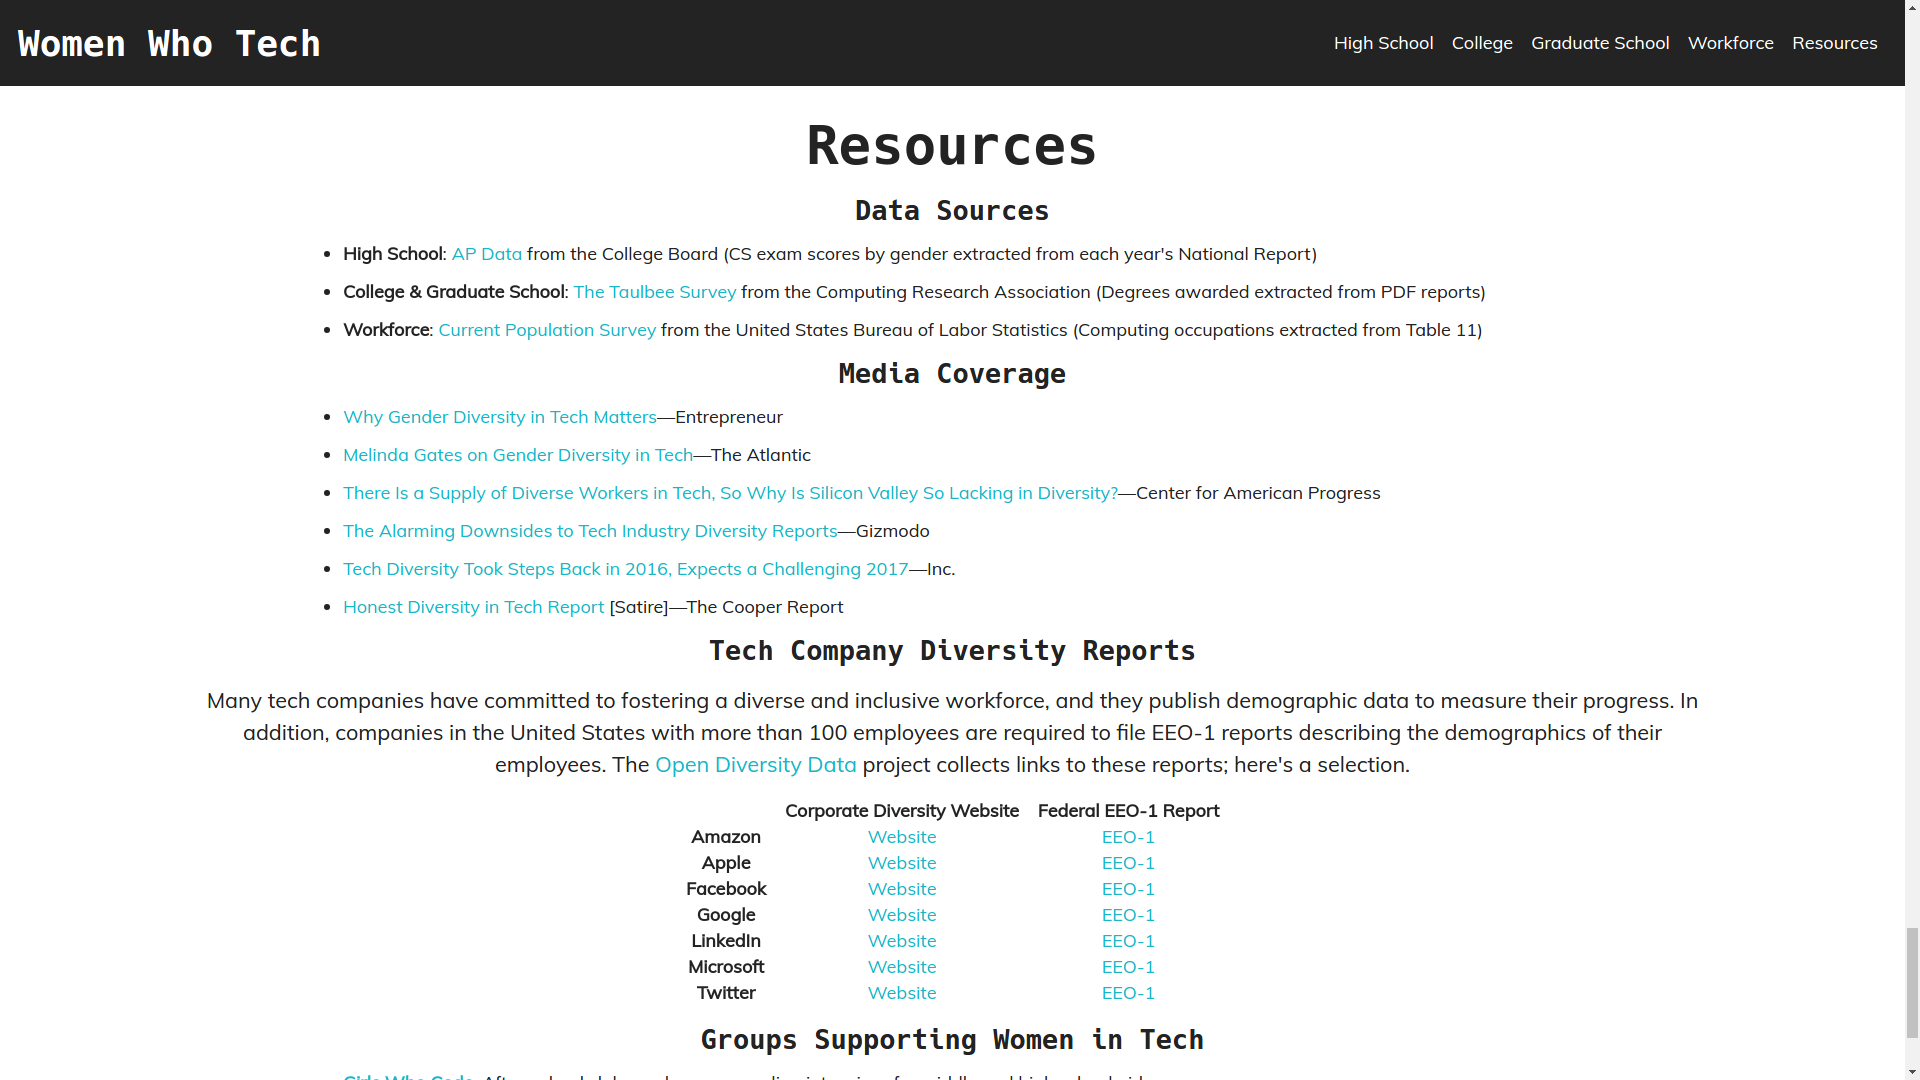 Women Who Tech
High School College Graduate School Workforce Resources
Resources
Data Sources
High School: AP Data from the College Board (CS exam scores by gender extracted from each year's National Report)
College & Graduate School: The Taulbee Survey from the Computing Research Association (Degrees awarded extracted from PDF reports)
Workforce: Current Population Survey from the United States Bureau of Labor Statistics (Computing occupations extracted from Table 11)
Media Coverage
Why Gender Diversity in Tech Matters—Entrepreneur
Melinda Gates on Gender Diversity in Tech—The Atlantic
There Is a Supply of Diverse Workers in Tech, So Why Is Silicon Valley So Lacking in Diversity?—Center for American Progress
The Alarming Downsides to Tech Industry Diversity Reports—Gizmodo
Tech Diversity Took Steps Back in 2016, Expects a Challenging 2017—Inc.
Honest Diversity in Tech Report [Satire]—The Cooper Report
Tech Company Diversity Reports
Many tech companies have committed to fostering a diverse and inclusive workforce, and they publish demographic data to measure their progress. In
addition, companies in the United States with more than 100 employees are required to file EEO-1 reports describing the demographics of their
employees. The Open Diversity Data project collects links to these reports; here's a selection.
Corporate Diversity Website Federal EEO-1 Report
Amazon Website EEO-1
Apple Website EEO-1
Facebook Website EEO-1
Google Website EEO-1
LinkedIn Website EEO-1
Microsoft Website EEO-1
Twitter Website EEO-1
Groups Supporting Women in Tech
Girls Who Code